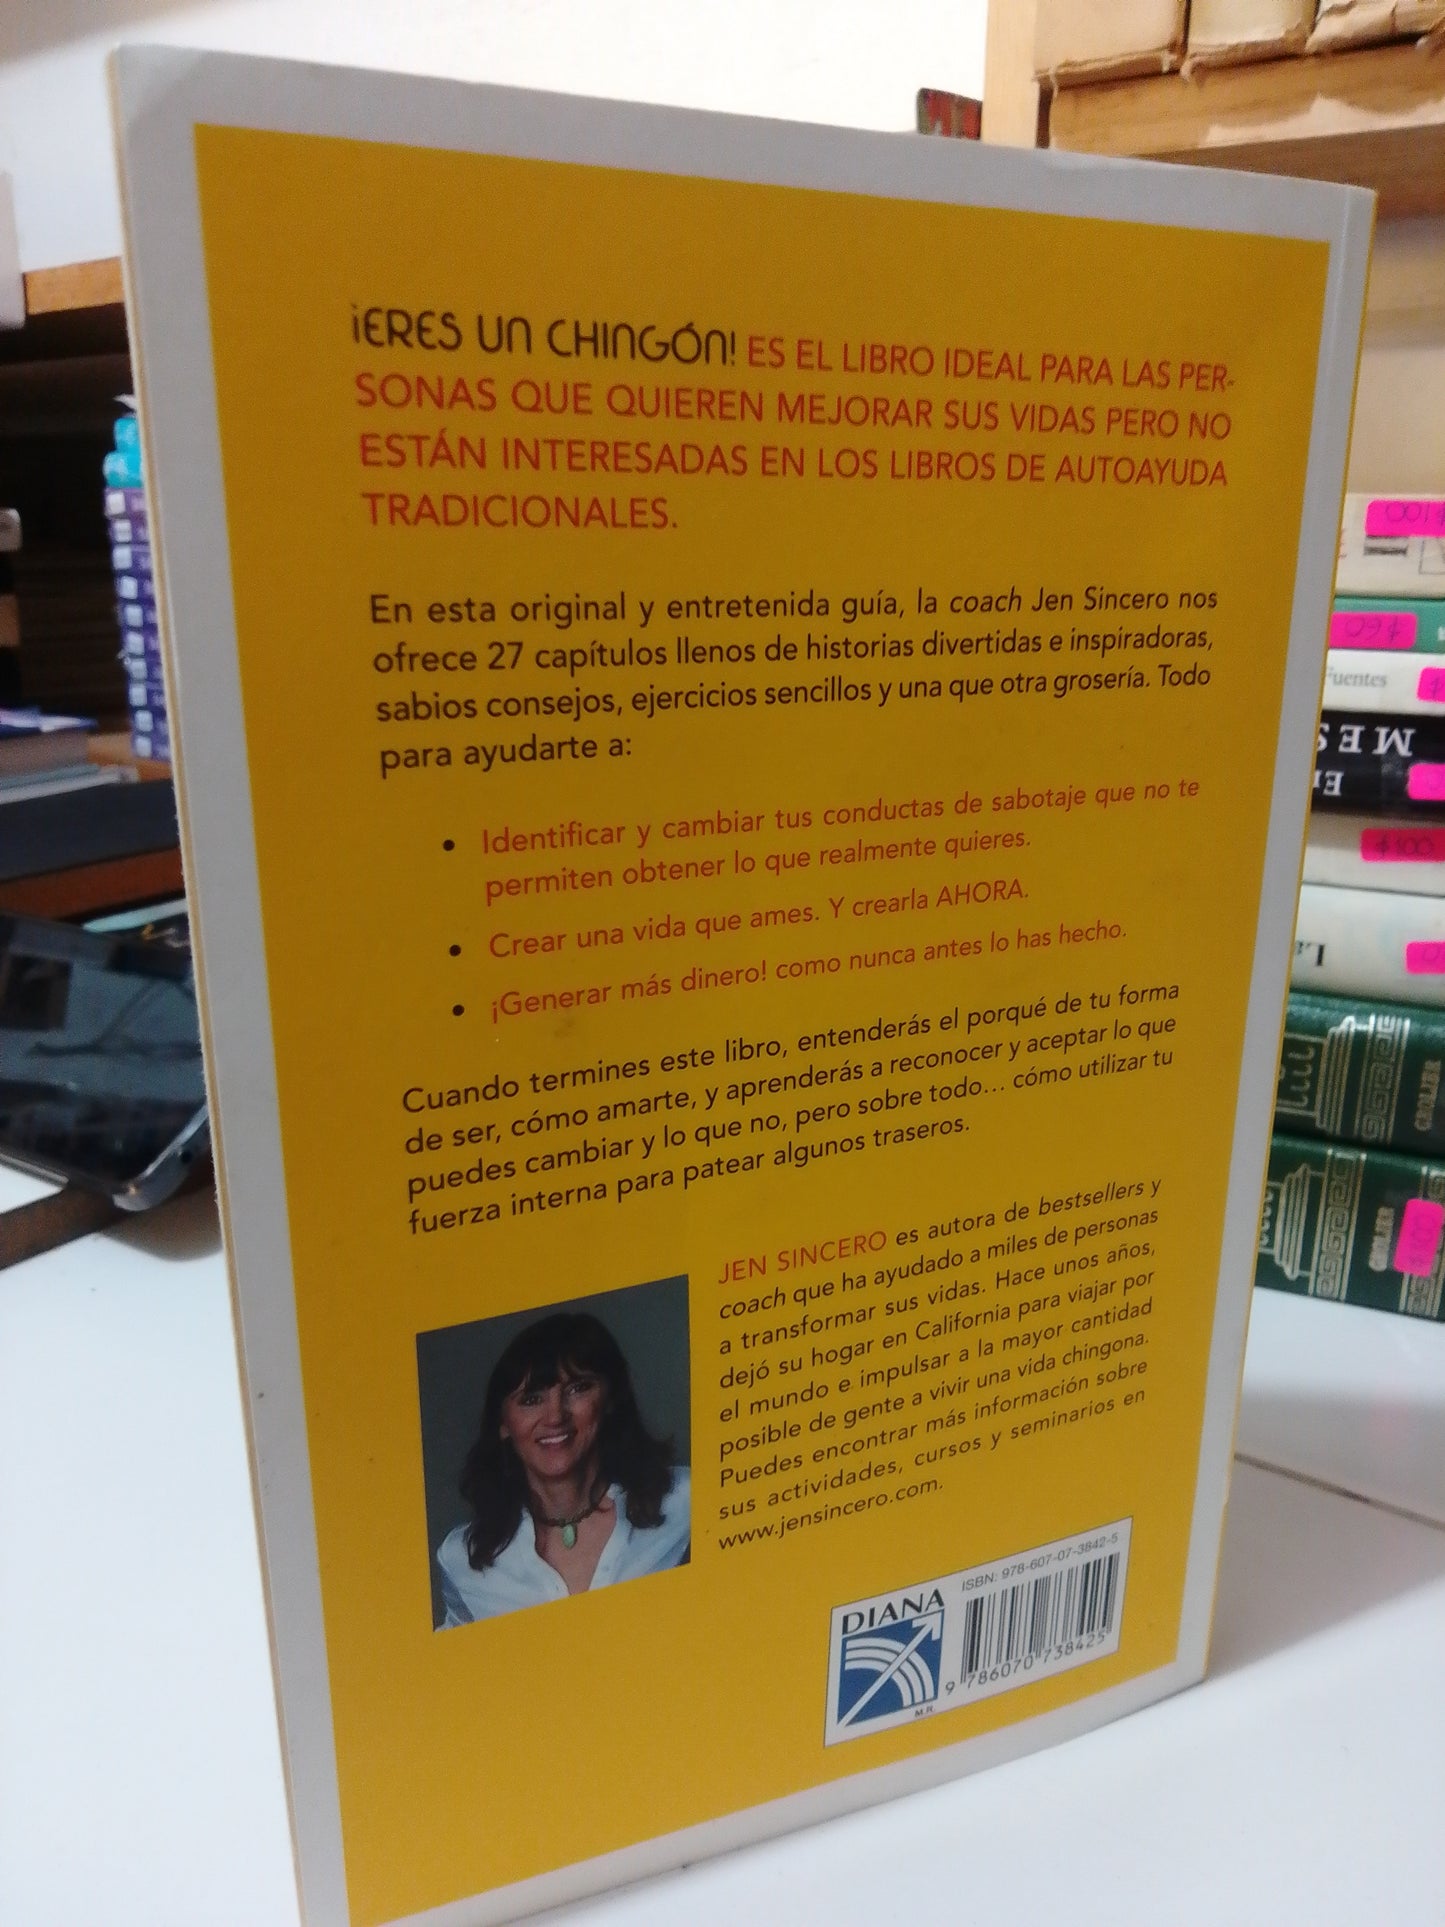 ¡ERES UN CHINGÓN! ES EL LIBRO IDEAL PARA LAS PER-
SONAS QUE QUIEREN MEJORAR SUS VIDAS PERO NO
ESTÁN INTERESADAS EN LOS LIBROS DE AUTOAYUDA
TRADICIONALES.
En esta original y entretenida guía, la coach Jen Sincero nos
ofrece 27 capítulos llenos de historias divertidas e inspiradoras,
sabios consejos, ejercicios sencillos y una que otra grosería. Todo
para ayudarte a:
• Identificar y cambiar tus conductas de sabotaje que no te
permiten obtener lo que realmente quieres.
• Crear una vida que ames. Y crearla AHORA.
• ¡Generar más dinero! como nunca antes lo has hecho.
Cuando termines este libro, entenderás el porqué de tu forma
de ser, cómo amarte, y aprenderás a reconocer y aceptar lo que
puedes cambiar y lo que no, pero sobre todo... cómo utilizar tu
fuerza interna para patear algunos traseros.
JEN SINCERO es autora de bestsellers y
coach que ha ayudado a miles de personas
a transformar sus vidas. Hace unos años,
dejó su hogar en California para viajar por
el mundo e impulsar a la mayor cantidad
posible de gente a vivir una vida chingona.
Puedes encontrar más información sobre
sus actividades, cursos y seminarios en
www.jensincero.com.
DIANA
M.R.
ISBN: 978-607-07-3842-5
9 786070 738425
Fuentes
MES
$100
GROLIER
GROLIER